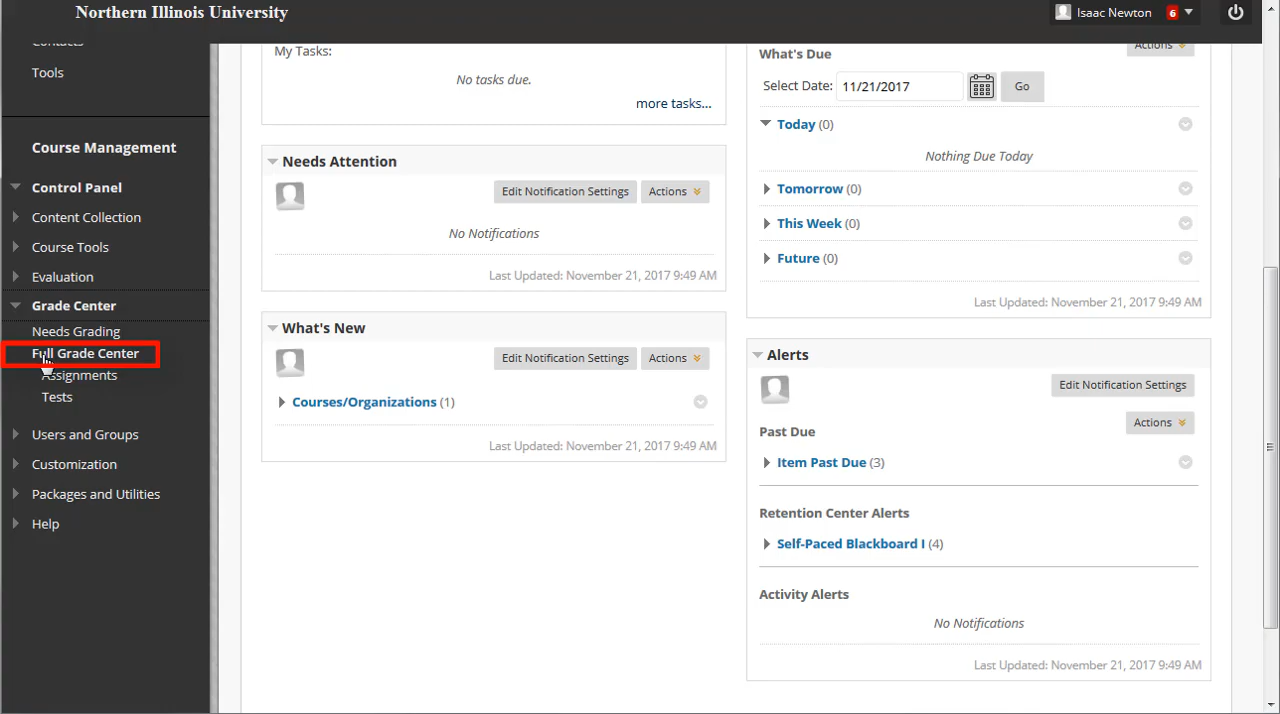 Northern Illinois University
Isaac Newton 6
Contacts
Tools
Course Management
Control Panel
Content Collection
Course Tools
Evaluation
Grade Center
Needs Grading
Full Grade Center
Assignments
Tests
Users and Groups
Customization
Packages and Utilities
Help
My Tasks:
No tasks due.
more tasks...
Needs Attention
Edit Notification Settings Actions
No Notifications
Last Updated: November 21, 2017 9:49 AM
What's New
Edit Notification Settings Actions
Courses/Organizations (1)
Last Updated: November 21, 2017 9:49 AM
Actions
What's Due
Select Date: 11/21/2017 Go
Today (0)
Nothing Due Today
Tomorrow (0)
This Week (0)
Future (0)
Last Updated: November 21, 2017 9:49 AM
Alerts
Edit Notification Settings
Actions
Past Due
Item Past Due (3)
Retention Center Alerts
Self-Paced Blackboard I (4)
Activity Alerts
No Notifications
Last Updated: November 21, 2017 9:49 AM